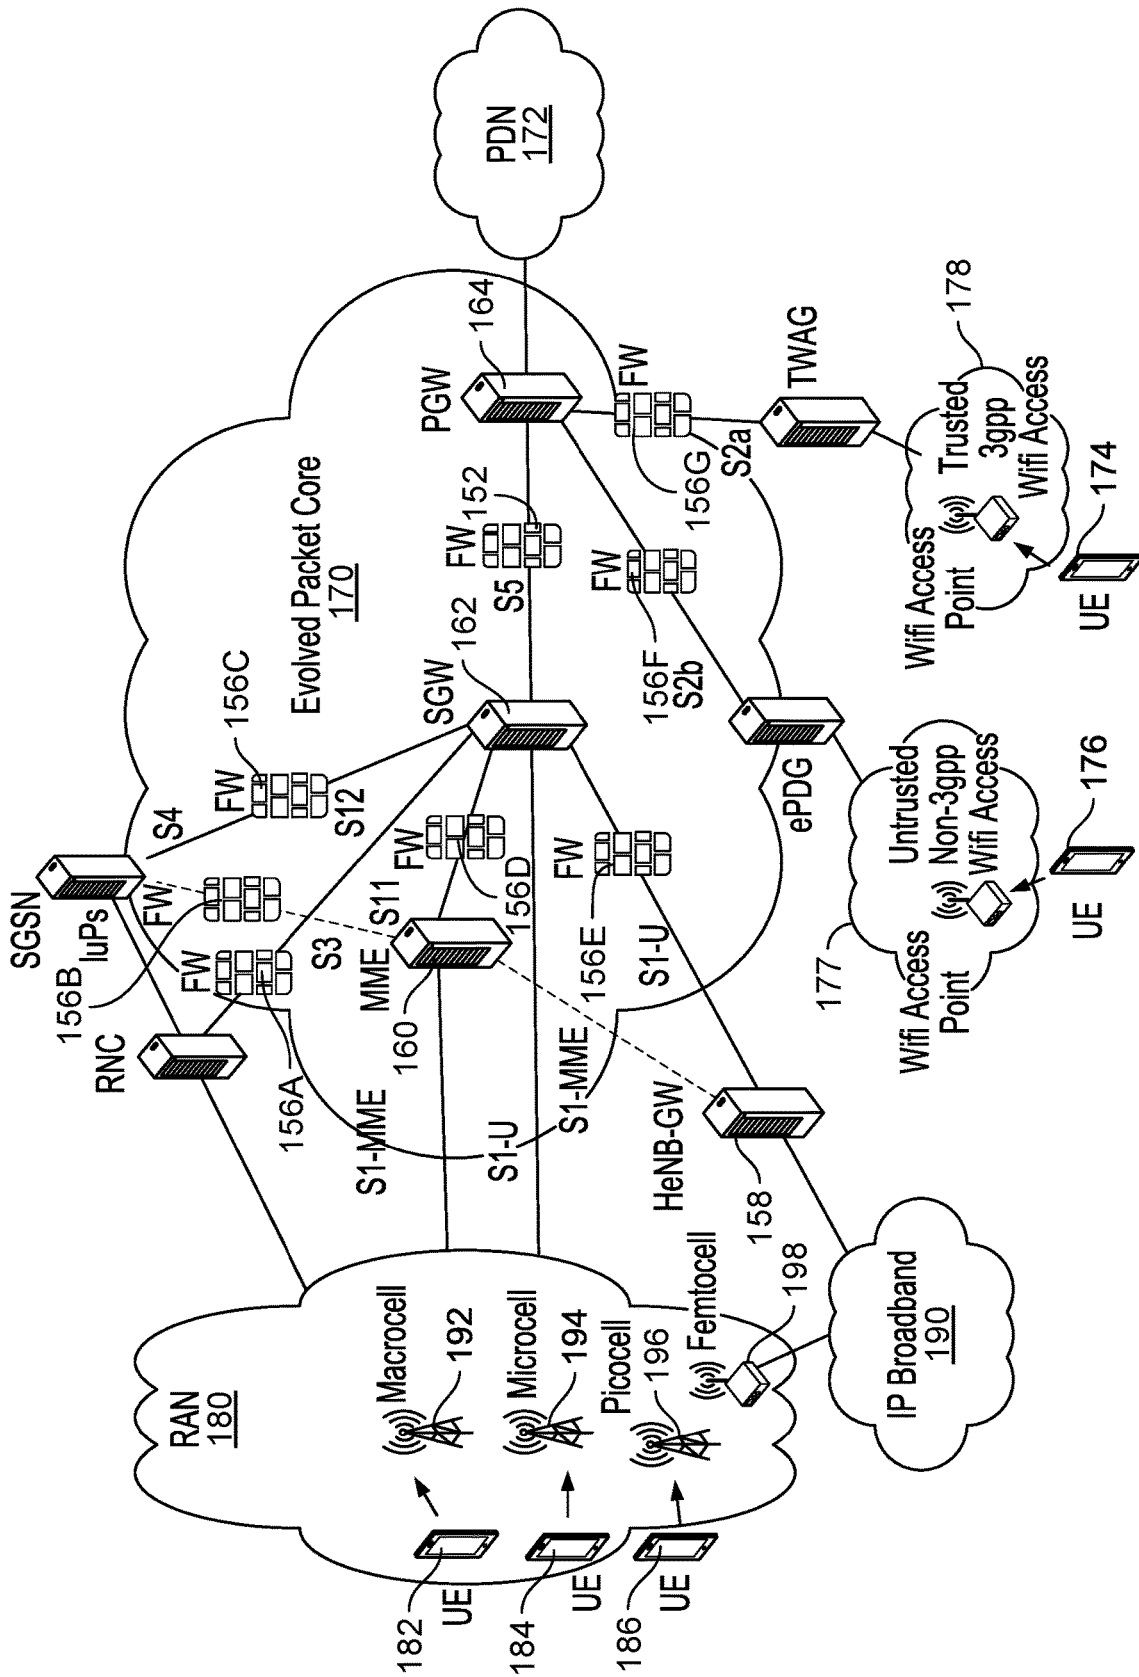 SGSN
IuPs
S4
FW
156C
Evolved Packet Core
170
RNC
FW
156B
FW
156A
S12
S3
MME
S11
160
FW
156D
SGW
162
S5
FW
152
PGW
164
PDN
172
RAN
180
Macrocell
192
Microcell
194
Picocell
196
Femtocell
198
182
UE
184
UE
186
UE
S1-MME
S1-U
S1-MME
HeNB-GW
158
IP Broadband
190
FW
156E
S1-U
FW
156F
S2b
ePDG
FW
156G
S2a
TWAG
177
Wifi Access
Point
Untrusted
Non-3gpp
Wifi Access
UE
176
Wifi Access
Point
Trusted
3gpp
Wifi Access
178
UE
174